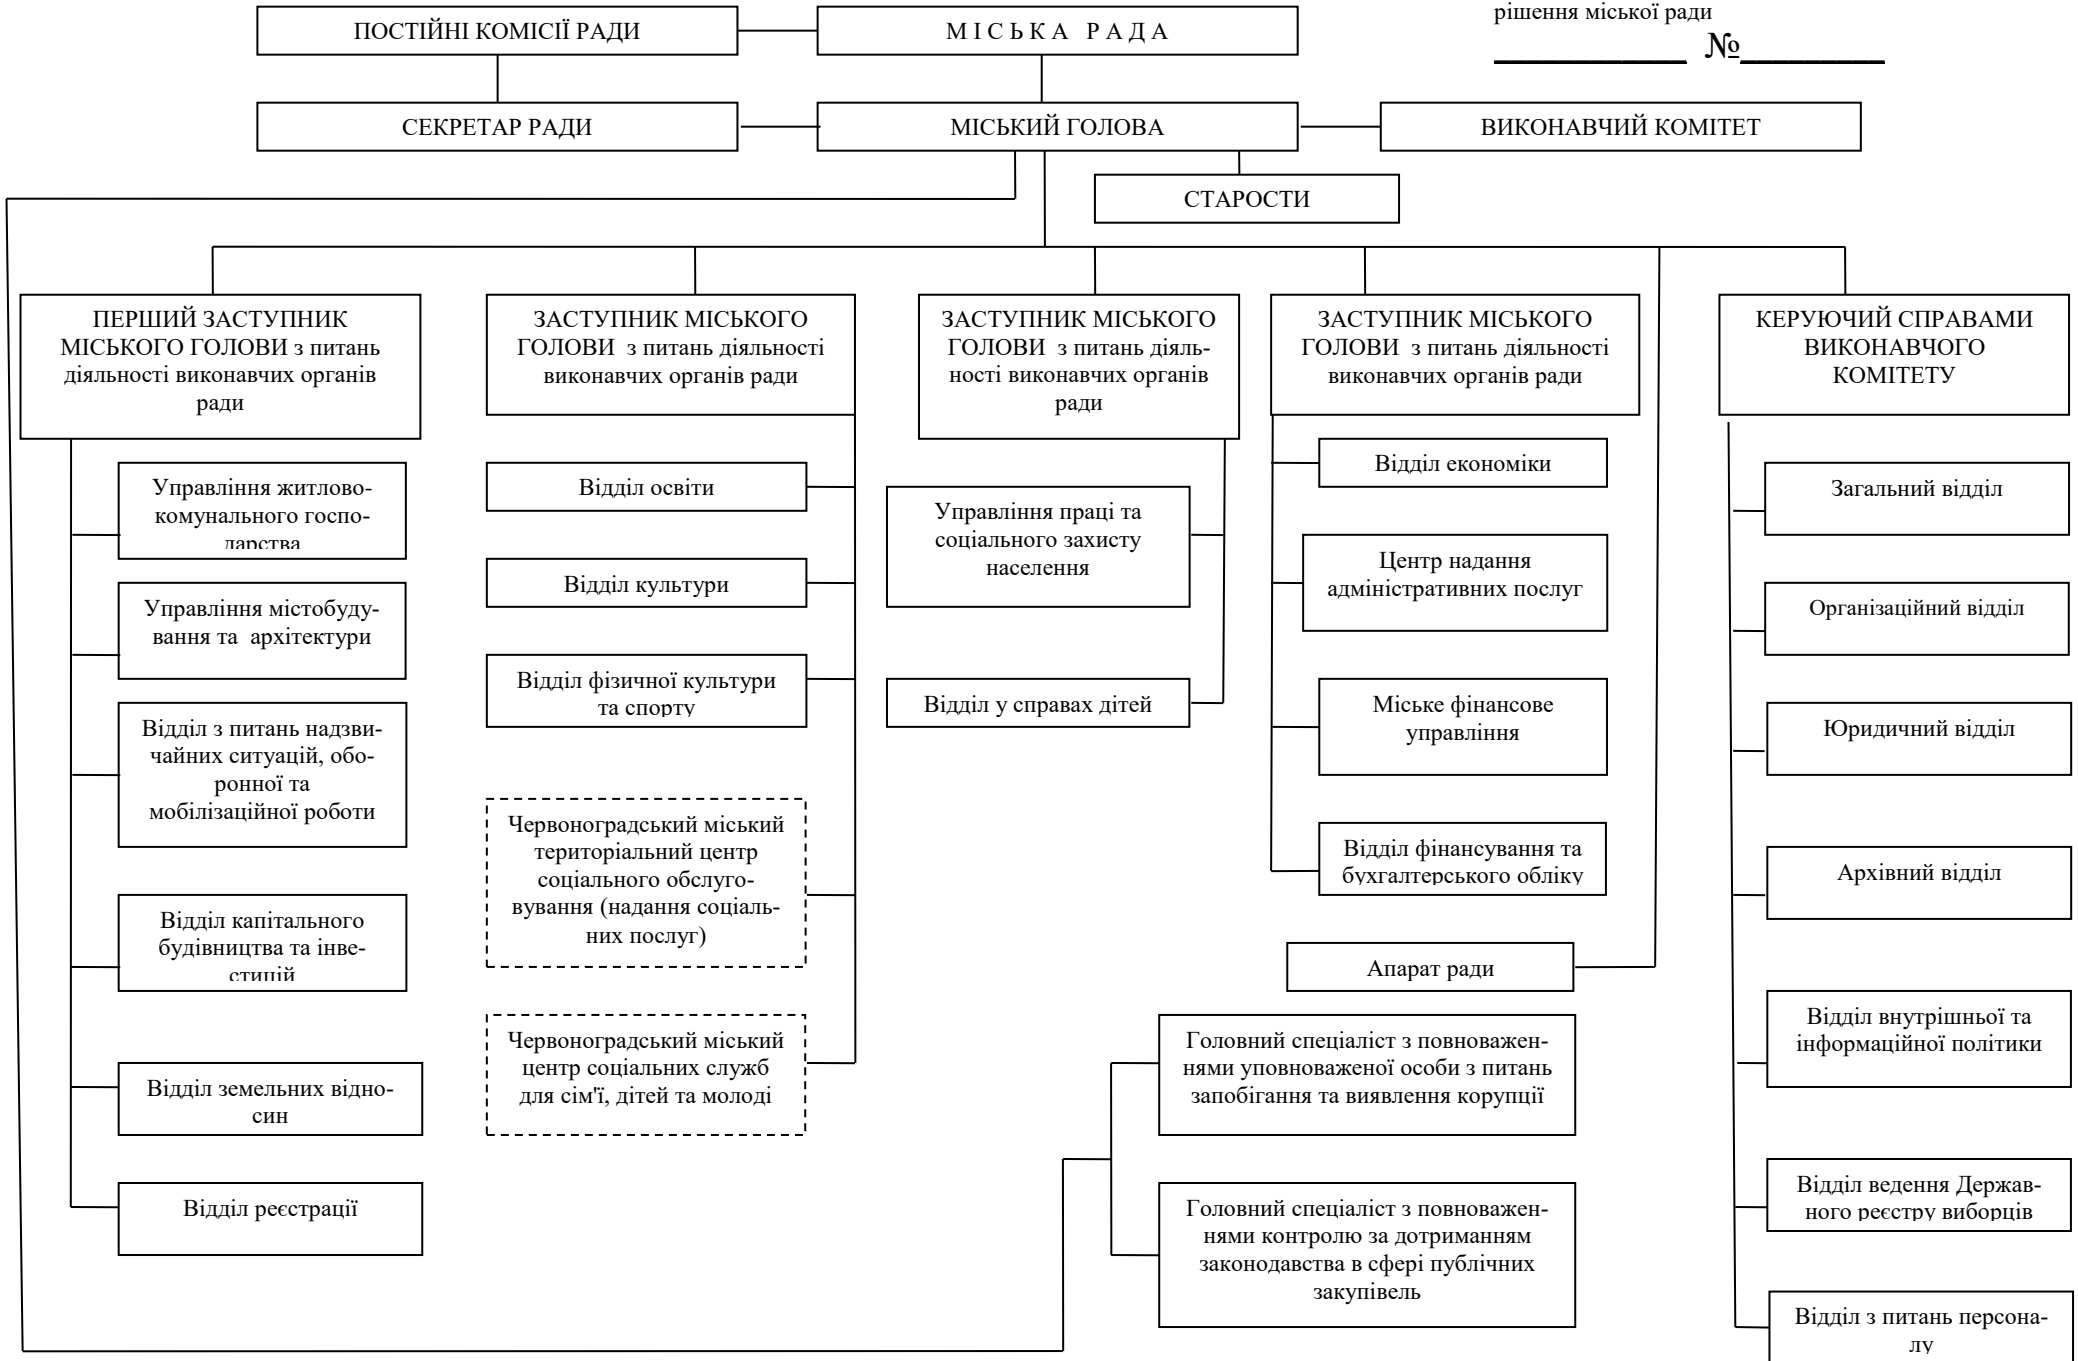 рішення міської ради
№
ПОСТІЙНІ КОМІСІЇ РАДИ
М І С Ь К А Р А Д А
СЕКРЕТАР РАДИ
МІСЬКИЙ ГОЛОВА
ВИКОНАВЧИЙ КОМІТЕТ
СТАРОСТИ
ПЕРШИЙ ЗАСТУПНИК
МІСЬКОГО ГОЛОВИ з питань
діяльності виконавчих органів
ради
ЗАСТУПНИК МІСЬКОГО
ГОЛОВИ з питань діяльності
виконавчих органів ради
ЗАСТУПНИК МІСЬКОГО
ГОЛОВИ з питань діяль-
ності виконавчих органів
ради
ЗАСТУПНИК МІСЬКОГО
ГОЛОВИ з питань діяльності
виконавчих органів ради
КЕРУЮЧИЙ СПРАВАМИ
ВИКОНАВЧОГО
КОМІТЕТУ
Управління житлово-
комунального госпо-
дарства
Управління містобуду-
вання та архітектури
Відділ з питань надзви-
чайних ситуацій, обо-
ронної та
мобілізаційної роботи
Відділ капітального
будівництва та інве-
стицій
Відділ земельних відно-
син
Відділ реєстрації
Відділ освіти
Відділ культури
Відділ фізичної культури
та спорту
Червоноградський міський
територіальний центр
соціального обслуго-
вування (надання соціаль-
них послуг)
Червоноградський міський
центр соціальних служб
для сім'ї, дітей та молоді
Управління праці та
соціального захисту
населення
Відділ у справах дітей
Відділ економіки
Центр надання
адміністративних послуг
Міське фінансове
управління
Відділ фінансування та
бухгалтерського обліку
Апарат ради
Головний спеціаліст з повноважен-
нями уповноваженої особи з питань
запобігання та виявлення корупції
Головний спеціаліст з повноважен-
нями контролю за дотриманням
законодавства в сфері публічних
закупівель
Загальний відділ
Організаційний відділ
Юридичний відділ
Архівний відділ
Відділ внутрішньої та
інформаційної політики
Відділ ведення Держав-
ного реєстру виборців
Відділ з питань персона-
лу